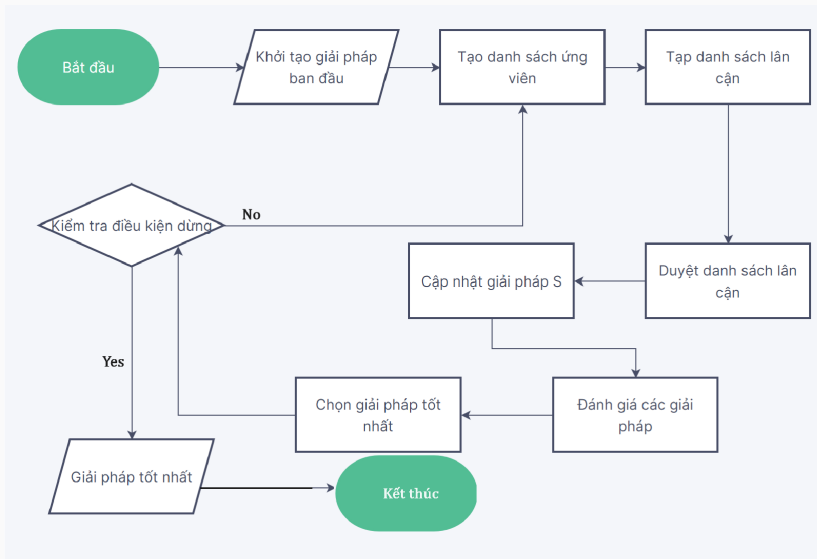 Bắt đầu
Khởi tạo giải pháp
ban đầu
Tạo danh sách ứng
viên
Tạp danh sách lân
cận
Kiểm tra điều kiện dừng
No
Cập nhật giải pháp S
Duyệt danh sách lân
cận
Yes
Chọn giải pháp tốt
nhất
Đánh giá các giải
pháp
Giải pháp tốt nhất
Kết thúc